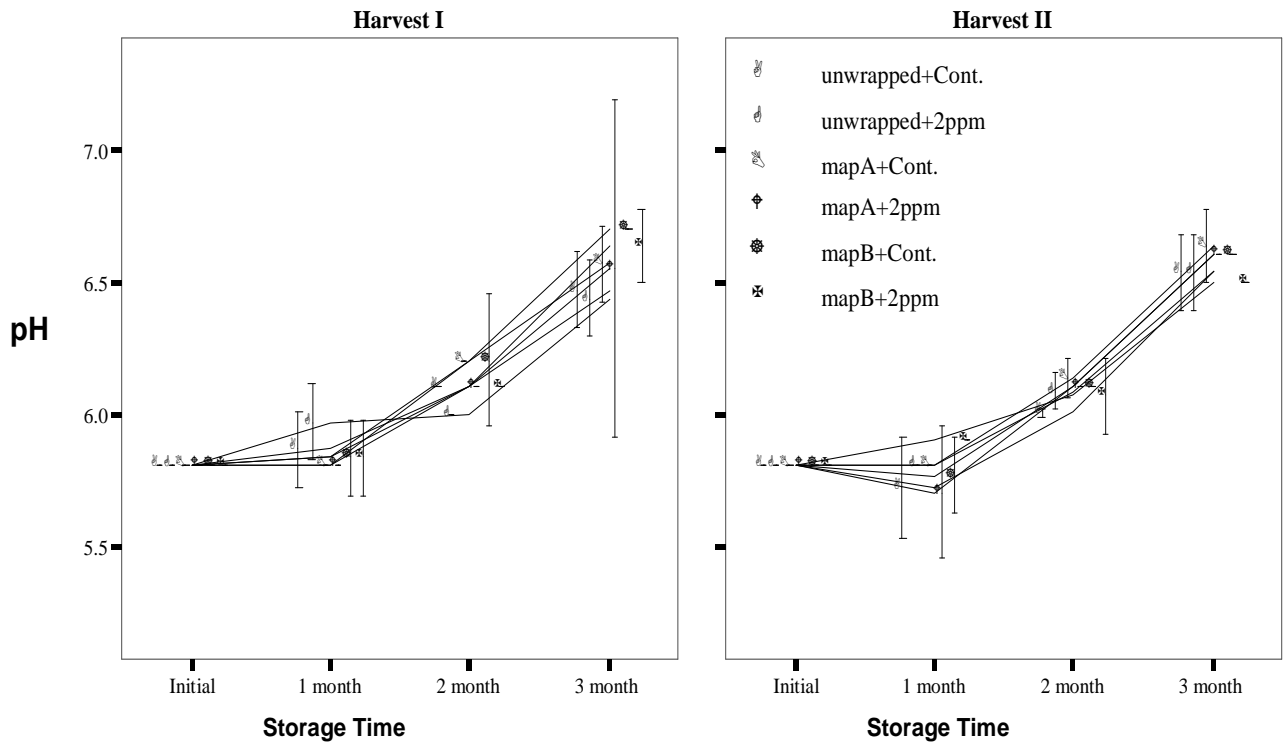 Harvest I
Harvest II
pH
7.0
6.5
6.0
5.5
unwrapped+Cont.
unwrapped+2ppm
mapA+Cont.
mapA+2ppm
mapB+Cont.
mapB+2ppm
Initial 1 month 2 month 3 month
Initial 1 month 2 month 3 month
Storage Time
Storage Time